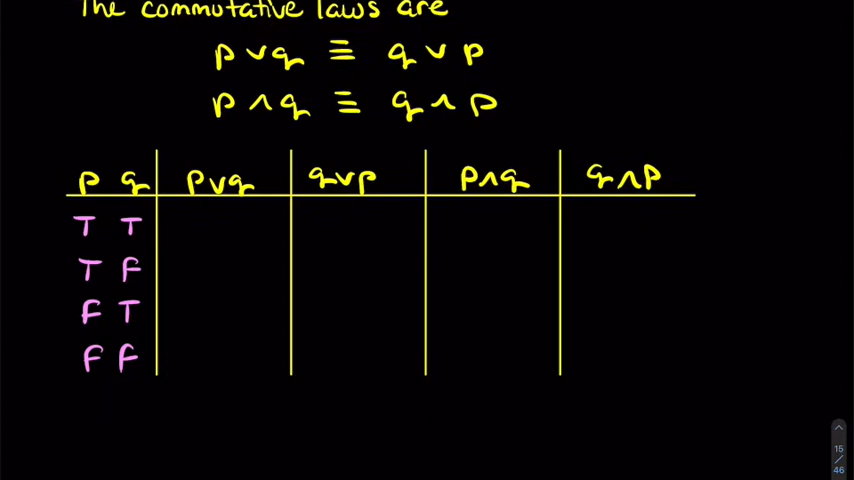 The commutative laws are
p ∨ q ≡ q ∨ p
p ∧ q ≡ q ∧ p
p q p∨q q∨p p∧q q∧p
T T
T F
F T
F F
15
/
46